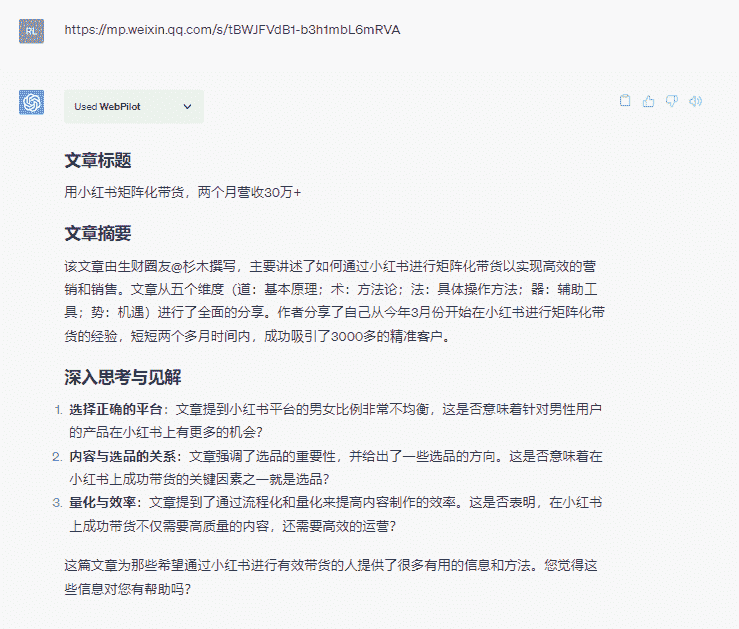 RL
https://mp.weixin.qq.com/s/tBWJFVdB1-b3h1mbL6mRVA
Used WebPilot
文章标题
用小红书矩阵化带货，两个月营收30万+
文章摘要
该文章由生财圈友@杉木撰写，主要讲述了如何通过小红书进行矩阵化带货以实现高效的营
销和销售。文章从五个维度（道：基本原理；术：方法论；法：具体操作方法；器：辅助工
具；势：机遇）进行了全面的分享。作者分享了自己从今年3月份开始在小红书进行矩阵化带
货的经验，短短两个多月时间内，成功吸引了3000多的精准客户。
深入思考与见解
1. 选择正确的平台：文章提到小红书平台的男女比例非常不均衡，这是否意味着针对男性用户
的产品在小红书上有更多的机会？
2. 内容与选品的关系：文章强调了选品的重要性，并给出了一些选品的方向。这是否意味着在
小红书上成功带货的关键因素之一就是选品？
3. 量化与效率：文章提到了通过流程化和量化来提高内容制作的效率。这是否表明，在小红书
上成功带货不仅需要高质量的内容，还需要高效的运营？
这篇文章为那些希望通过小红书进行有效带货的人提供了很多有用的信息和方法。您觉得这
些信息对您有帮助吗？